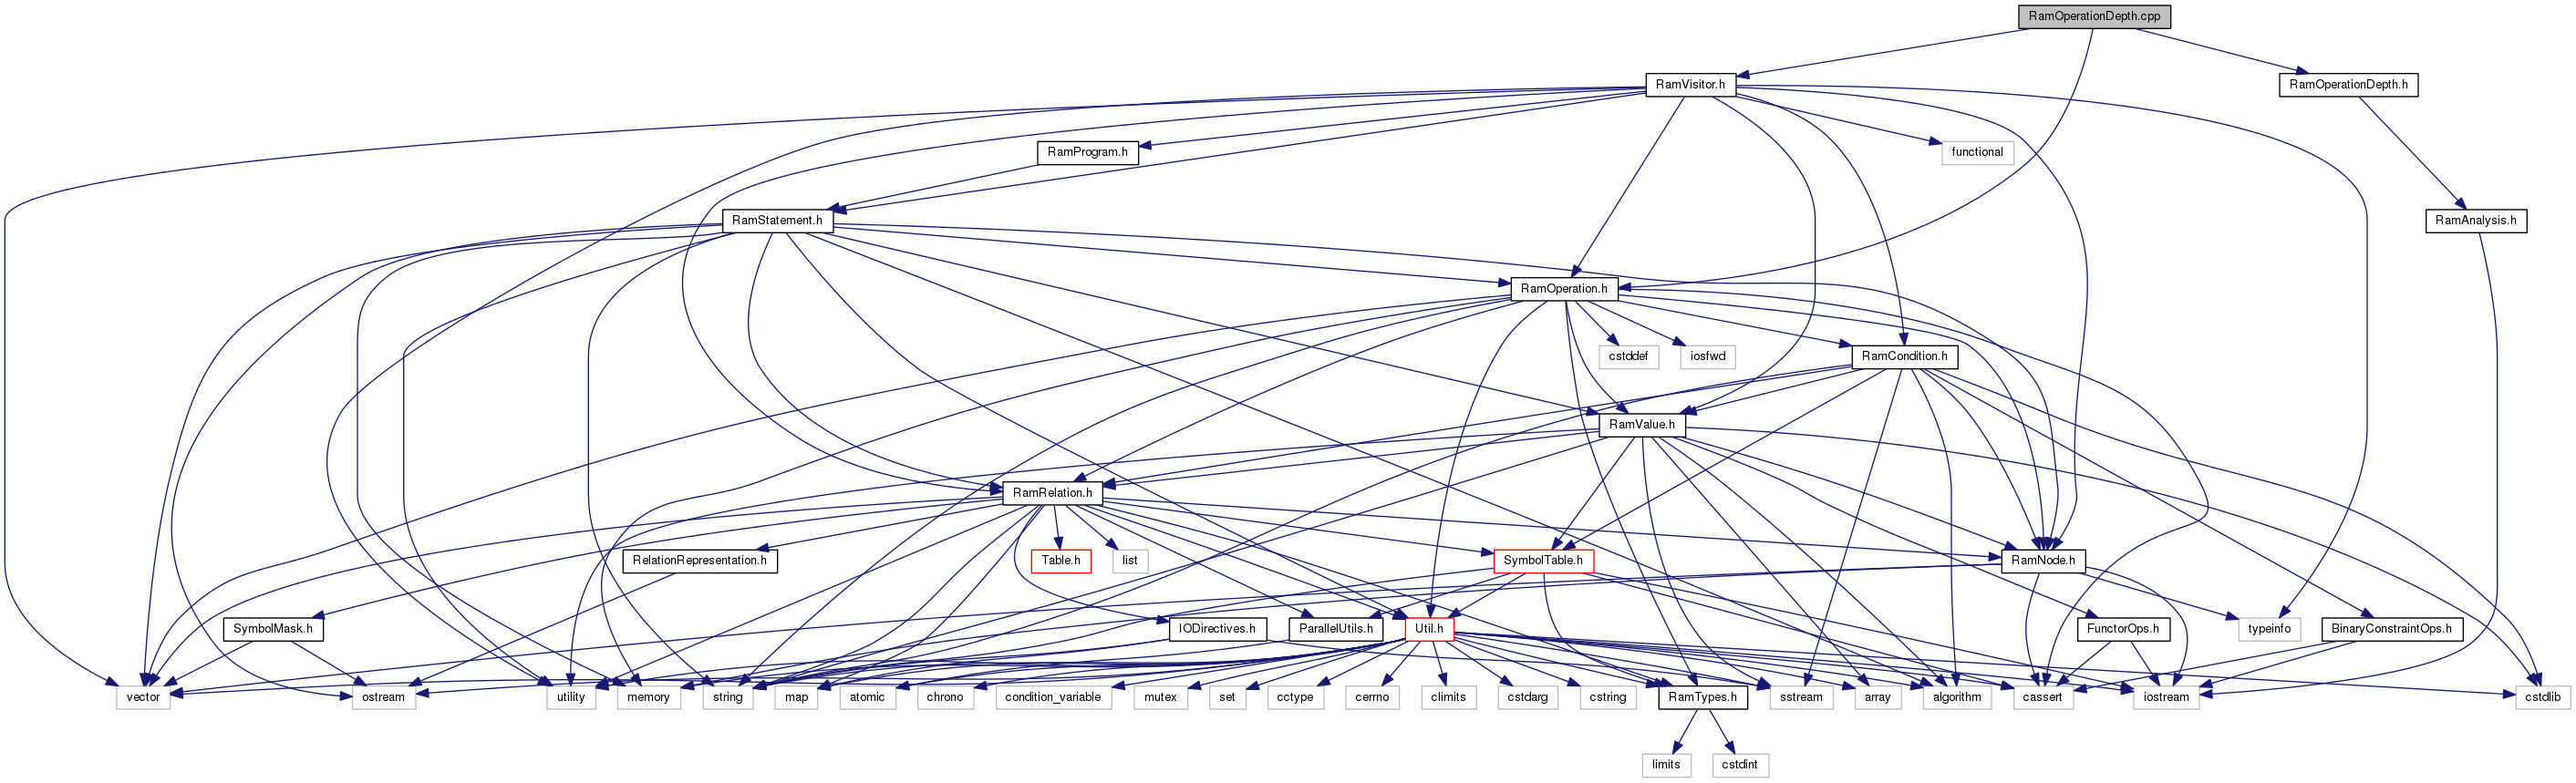 RamOperationDepth.cpp
RamVisitor.h
RamOperationDepth.h
RamProgram.h
functional
RamStatement.h
RamAnalysis.h
RamOperation.h
cstddef
iosfwd
RamCondition.h
RamValue.h
RamRelation.h
RelationRepresentation.h
Table.h
list
SymbolTable.h
RamNode.h
SymbolMask.h
IODirectives.h
ParallelUtils.h
Util.h
FunctorOps.h
typeinfo
BinaryConstraintOps.h
vector
ostream
utility
memory
string
map
atomic
chrono
condition_variable
mutex
set
cctype
cerrno
climits
cstdarg
cstring
RamTypes.h
sstream
array
algorithm
cassert
iostream
cstdlib
limits
cstdint